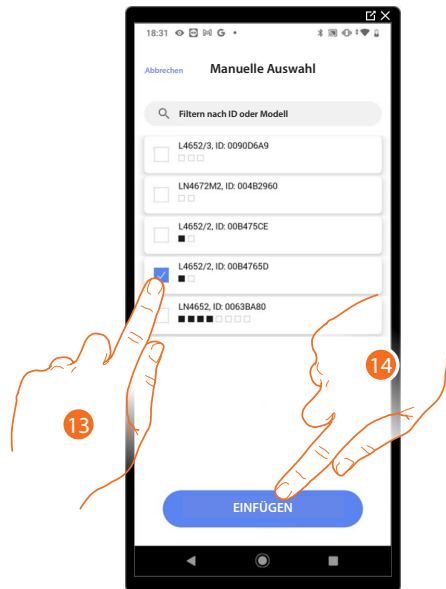 18:31
Abbrechen
Manuelle Auswahl
Filtern nach ID oder Modell
L4652/3, ID: 0090D6A9
LN4672M2, ID: 004B2960
L4652/2, ID: 00B475CE
L4652/2, ID: 00B4765D
LN4652, ID: 0063BA80
13
14
EINFÜGEN